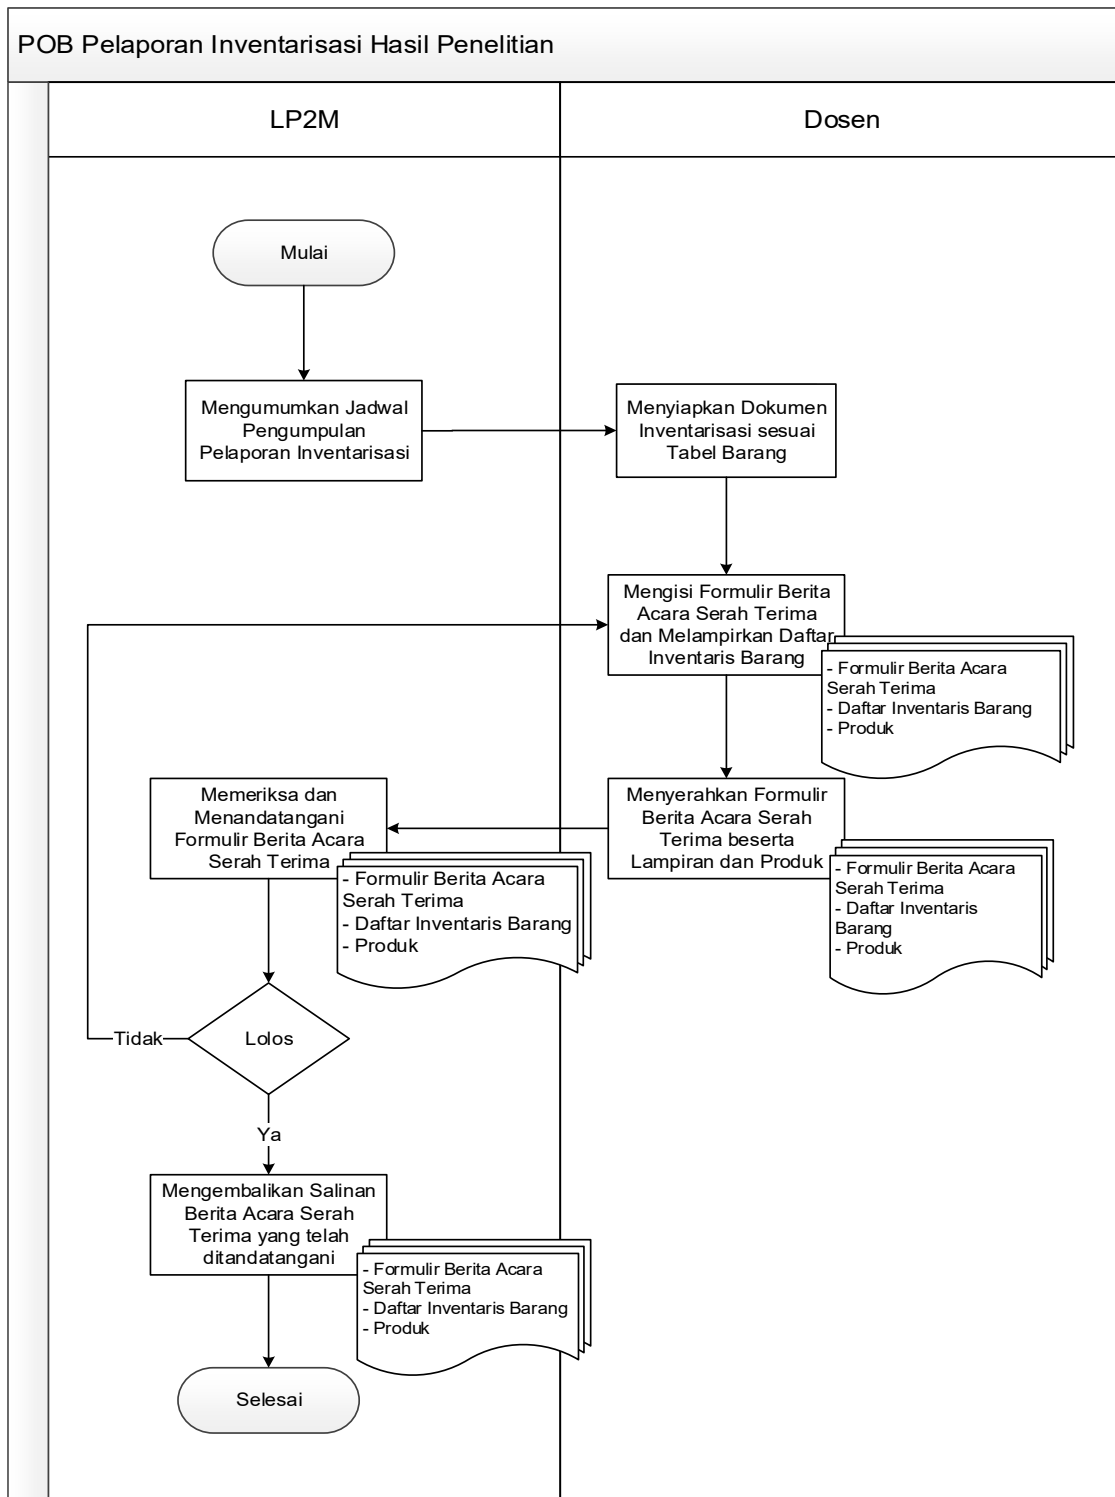 POB Pelaporan Inventarisasi Hasil Penelitian
LP2M
Dosen
Mulai
Mengumumkan Jadwal
Pengumpulan
Pelaporan Inventarisasi
Menyiapkan Dokumen
Inventarisasi sesuai
Tabel Barang
Mengisi Formulir Berita
Acara Serah Terima
dan Melampirkan Daftar
Inventaris Barang
- Formulir Berita Acara
Serah Terima
- Daftar Inventaris Barang
- Produk
Menyerahkan Formulir
Berita Acara Serah
Terima beserta
Lampiran dan Produk
- Formulir Berita Acara
Serah Terima
- Daftar Inventaris
Barang
- Produk
Memeriksa dan
Menandatangani
Formulir Berita Acara
Serah Terima
- Formulir Berita Acara
Serah Terima
- Daftar Inventaris Barang
- Produk
Tidak
Lolos
Ya
Mengembalikan Salinan
Berita Acara Serah
Terima yang telah
ditandatangani
- Formulir Berita Acara
Serah Terima
- Daftar Inventaris Barang
- Produk
Selesai